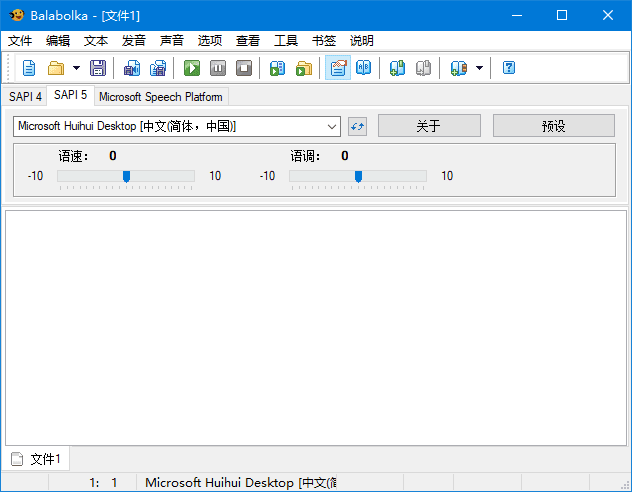 Balabolka - [文件1]
文件 编辑 文本 发音 声音 选项 查看 工具 书签 说明
SAPI 4 SAPI 5 Microsoft Speech Platform
Microsoft Huihui Desktop [中文(简体，中国)] 关于 预设
语速： 0 语调： 0
-10 10 -10 10
文件1
1: 1 Microsoft Huihui Desktop [中文(简